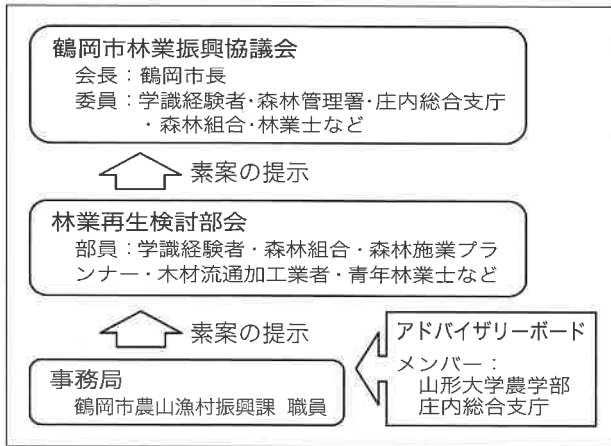 鶴岡市林業振興協議会
会長：鶴岡市長
委員：学識経験者・森林管理署・庄内総合支庁
・森林組合・林業士など
素案の提示
林業再生検討部会
部員：学識経験者・森林組合・森林施業プラ
ンナー・木材流通加工業者・青年林業士など
素案の提示
アドバイザリーボード
メンバー：
山形大学農学部
庄内総合支庁
事務局
鶴岡市農山漁村振興課 職員